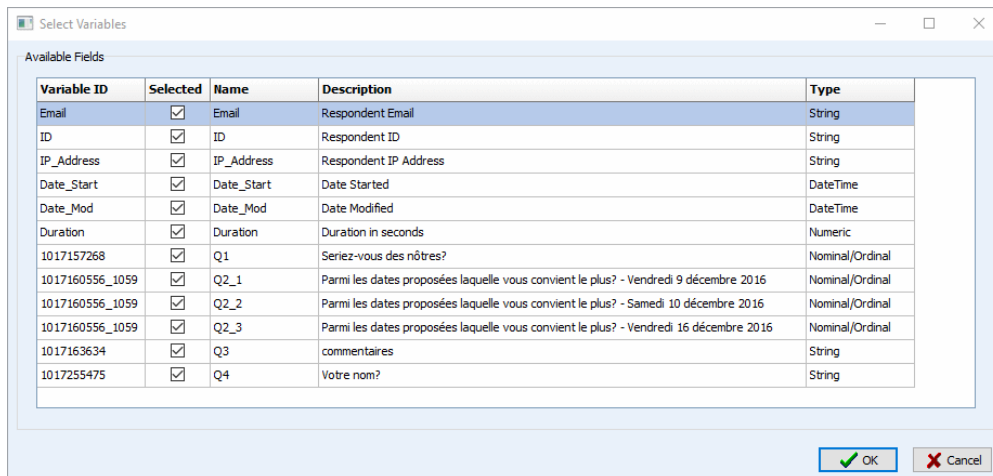 Select Variables
Available Fields
Variable ID Selected Name Description Type
Email Email Respondent Email String
ID ID Respondent ID String
IP_Address IP_Address Respondent IP Address String
Date_Start Date_Start Date Started DateTime
Date_Mod Date_Mod Date Modified DateTime
Duration Duration Duration in seconds Numeric
1017157268 Q1 Seriez-vous des nôtres? Nominal/Ordinal
1017160556_1059 Q2_1 Parmi les dates proposées laquelle vous convient le plus? - Vendredi 9 décembre 2016 Nominal/Ordinal
1017160556_1059 Q2_2 Parmi les dates proposées laquelle vous convient le plus? - Samedi 10 décembre 2016 Nominal/Ordinal
1017160556_1059 Q2_3 Parmi les dates proposées laquelle vous convient le plus? - Vendredi 16 décembre 2016 Nominal/Ordinal
1017163634 Q3 commentaires String
1017255475 Q4 Votre nom? String
OK Cancel